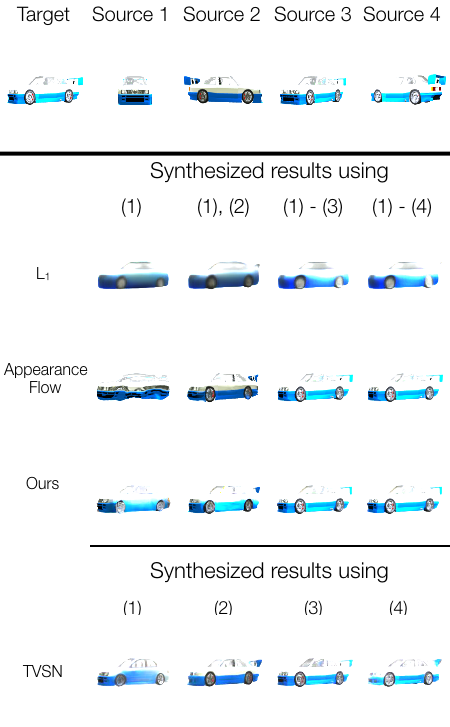 Target Source 1 Source 2 Source 3 Source 4
Synthesized results using
(1) (1), (2) (1) - (3) (1) - (4)
L₁
Appearance
Flow
Ours
Synthesized results using
(1) (2) (3) (4)
TVSN